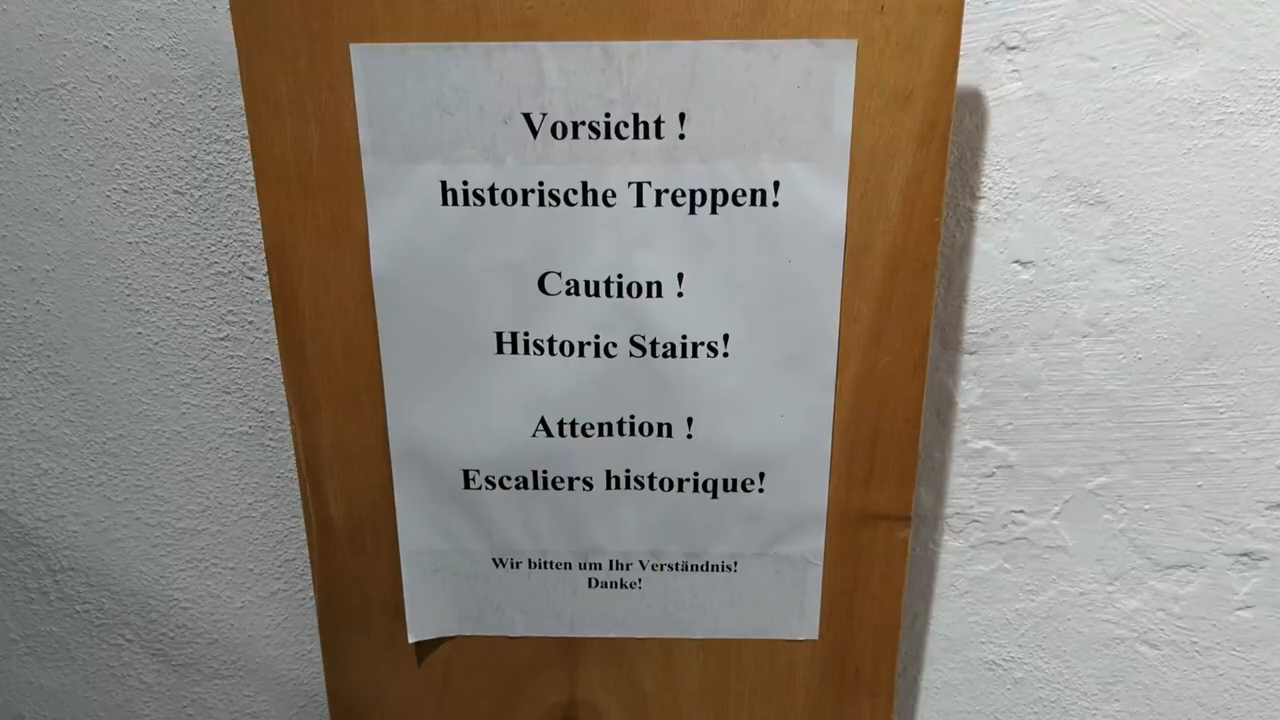 Vorsicht !
historische Treppen!
Caution !
Historic Stairs!
Attention !
Escaliers historique!
Wir bitten um Ihr Verständnis!
Danke!